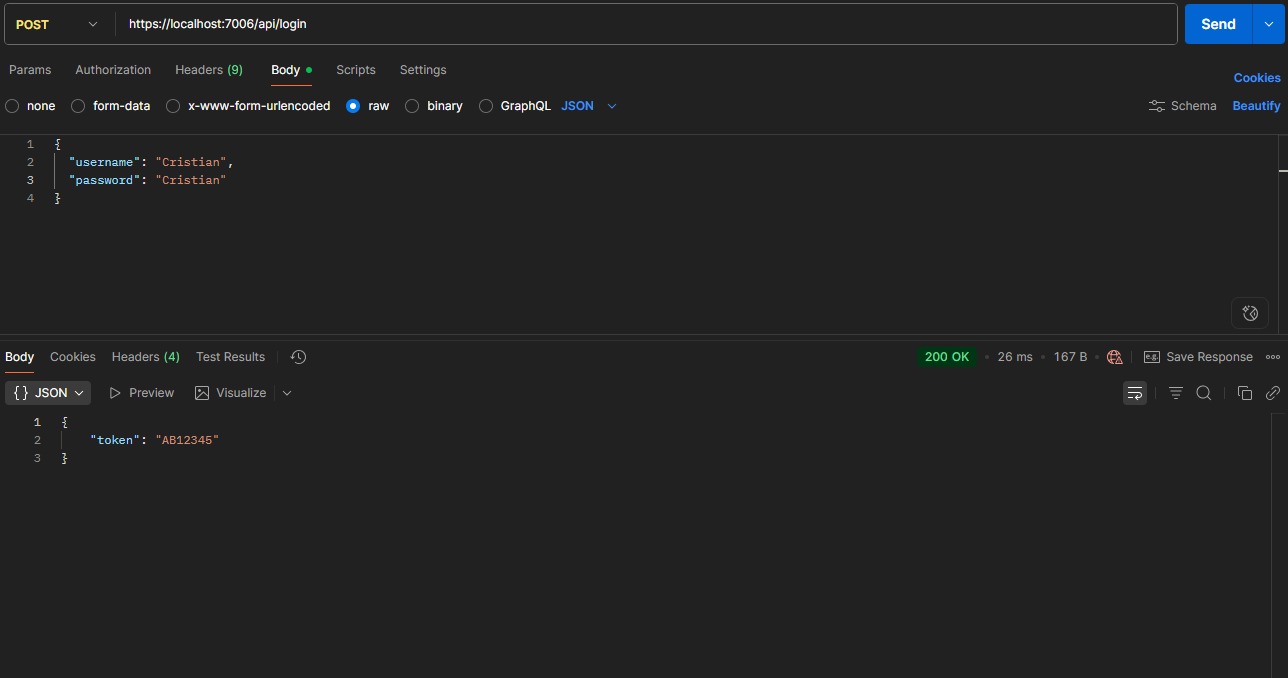 POST https://localhost:7006/api/login Send
Params Authorization Headers (9) Body Scripts Settings
Cookies
none form-data x-www-form-urlencoded raw binary GraphQL JSON Schema Beautify
1 {
2 "username": "Cristian",
3 "password": "Cristian"
4 }
Body Cookies Headers (4) Test Results 200 OK 26 ms 167 B e.g. Save Response
{} JSON Preview Visualize
1 {
2 "token": "AB12345"
3 }